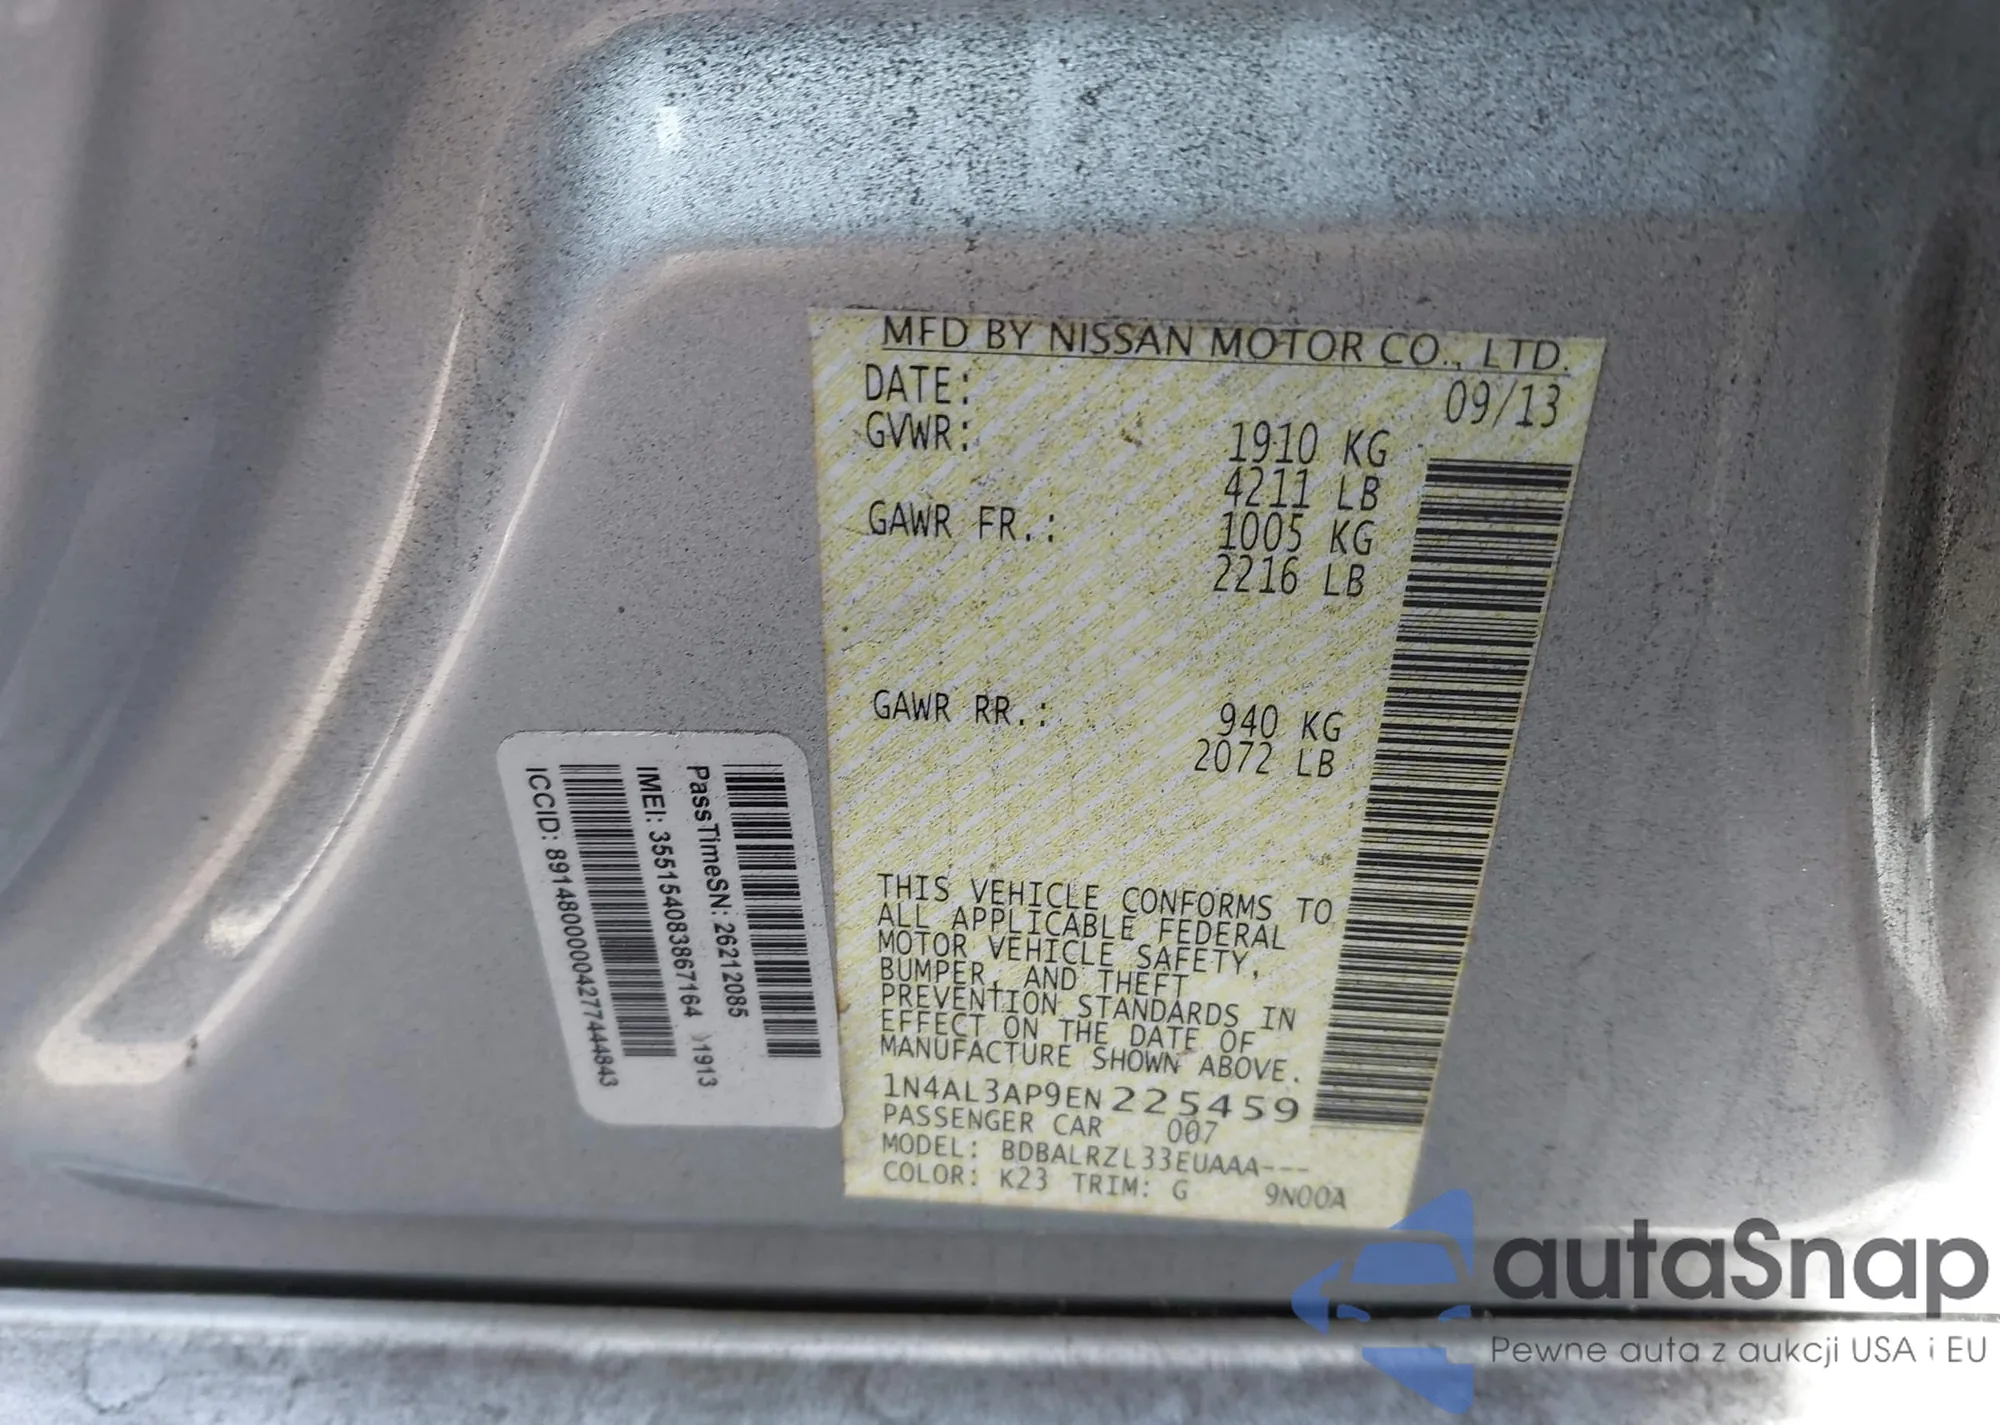 MFD BY NISSAN MOTOR CO., LTD.
DATE: 09/13
GVWR: 1910 KG
4211 LB
GAWR FR.: 1005 KG
2216 LB
GAWR RR.: 940 KG
2072 LB
THIS VEHICLE CONFORMS TO
ALL APPLICABLE FEDERAL
MOTOR VEHICLE SAFETY,
BUMPER, AND THEFT
PREVENTION STANDARDS IN
EFFECT ON THE DATE OF
MANUFACTURE SHOWN ABOVE.
1N4AL3AP9EN225459
PASSENGER CAR 007
MODEL: BDBALRZL33EUAAA---
COLOR: K23 TRIM: G 9N00A
PassTimeSN: 26212085
IMEI: 355154083867164 1913
ICCID: 89148000004277444843
autaSnap
Pewne auta z aukcji USA i EU